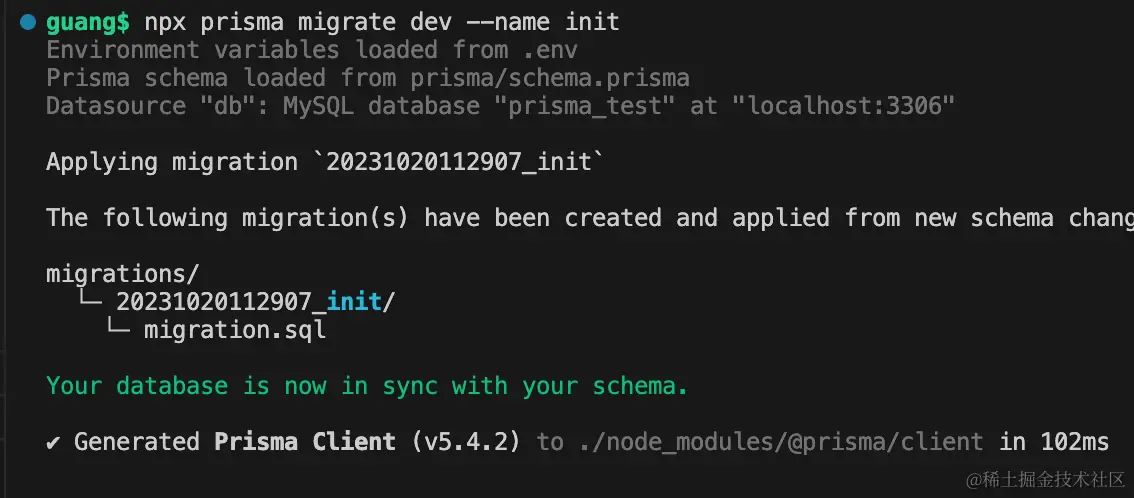 guang$ npx prisma migrate dev --name init
Environment variables loaded from .env
Prisma schema loaded from prisma/schema.prisma
Datasource "db": MySQL database "prisma_test" at "localhost:3306"
Applying migration `20231020112907_init`
The following migration(s) have been created and applied from new schema chang
migrations/
└─ 20231020112907_init/
└─ migration.sql
Your database is now in sync with your schema.
✔ Generated Prisma Client (v5.4.2) to ./node_modules/@prisma/client in 102ms
@稀土掘金技术社区